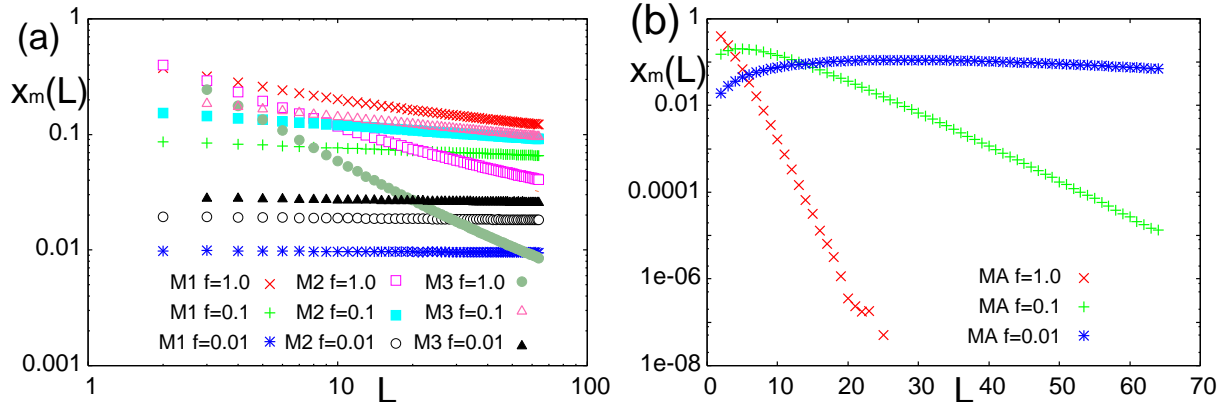 (a)
x_m(L)
1
0.1
0.01
0.001
1
10
100
L
M1 f=1.0
M2 f=1.0
M3 f=1.0
M1 f=0.1
M2 f=0.1
M3 f=0.1
M1 f=0.01
M2 f=0.01
M3 f=0.01
(b)
x_m(L)
1
0.01
0.0001
1e-06
1e-08
0
10
20
30
40
50
60
70
L
MA f=1.0
MA f=0.1
MA f=0.01